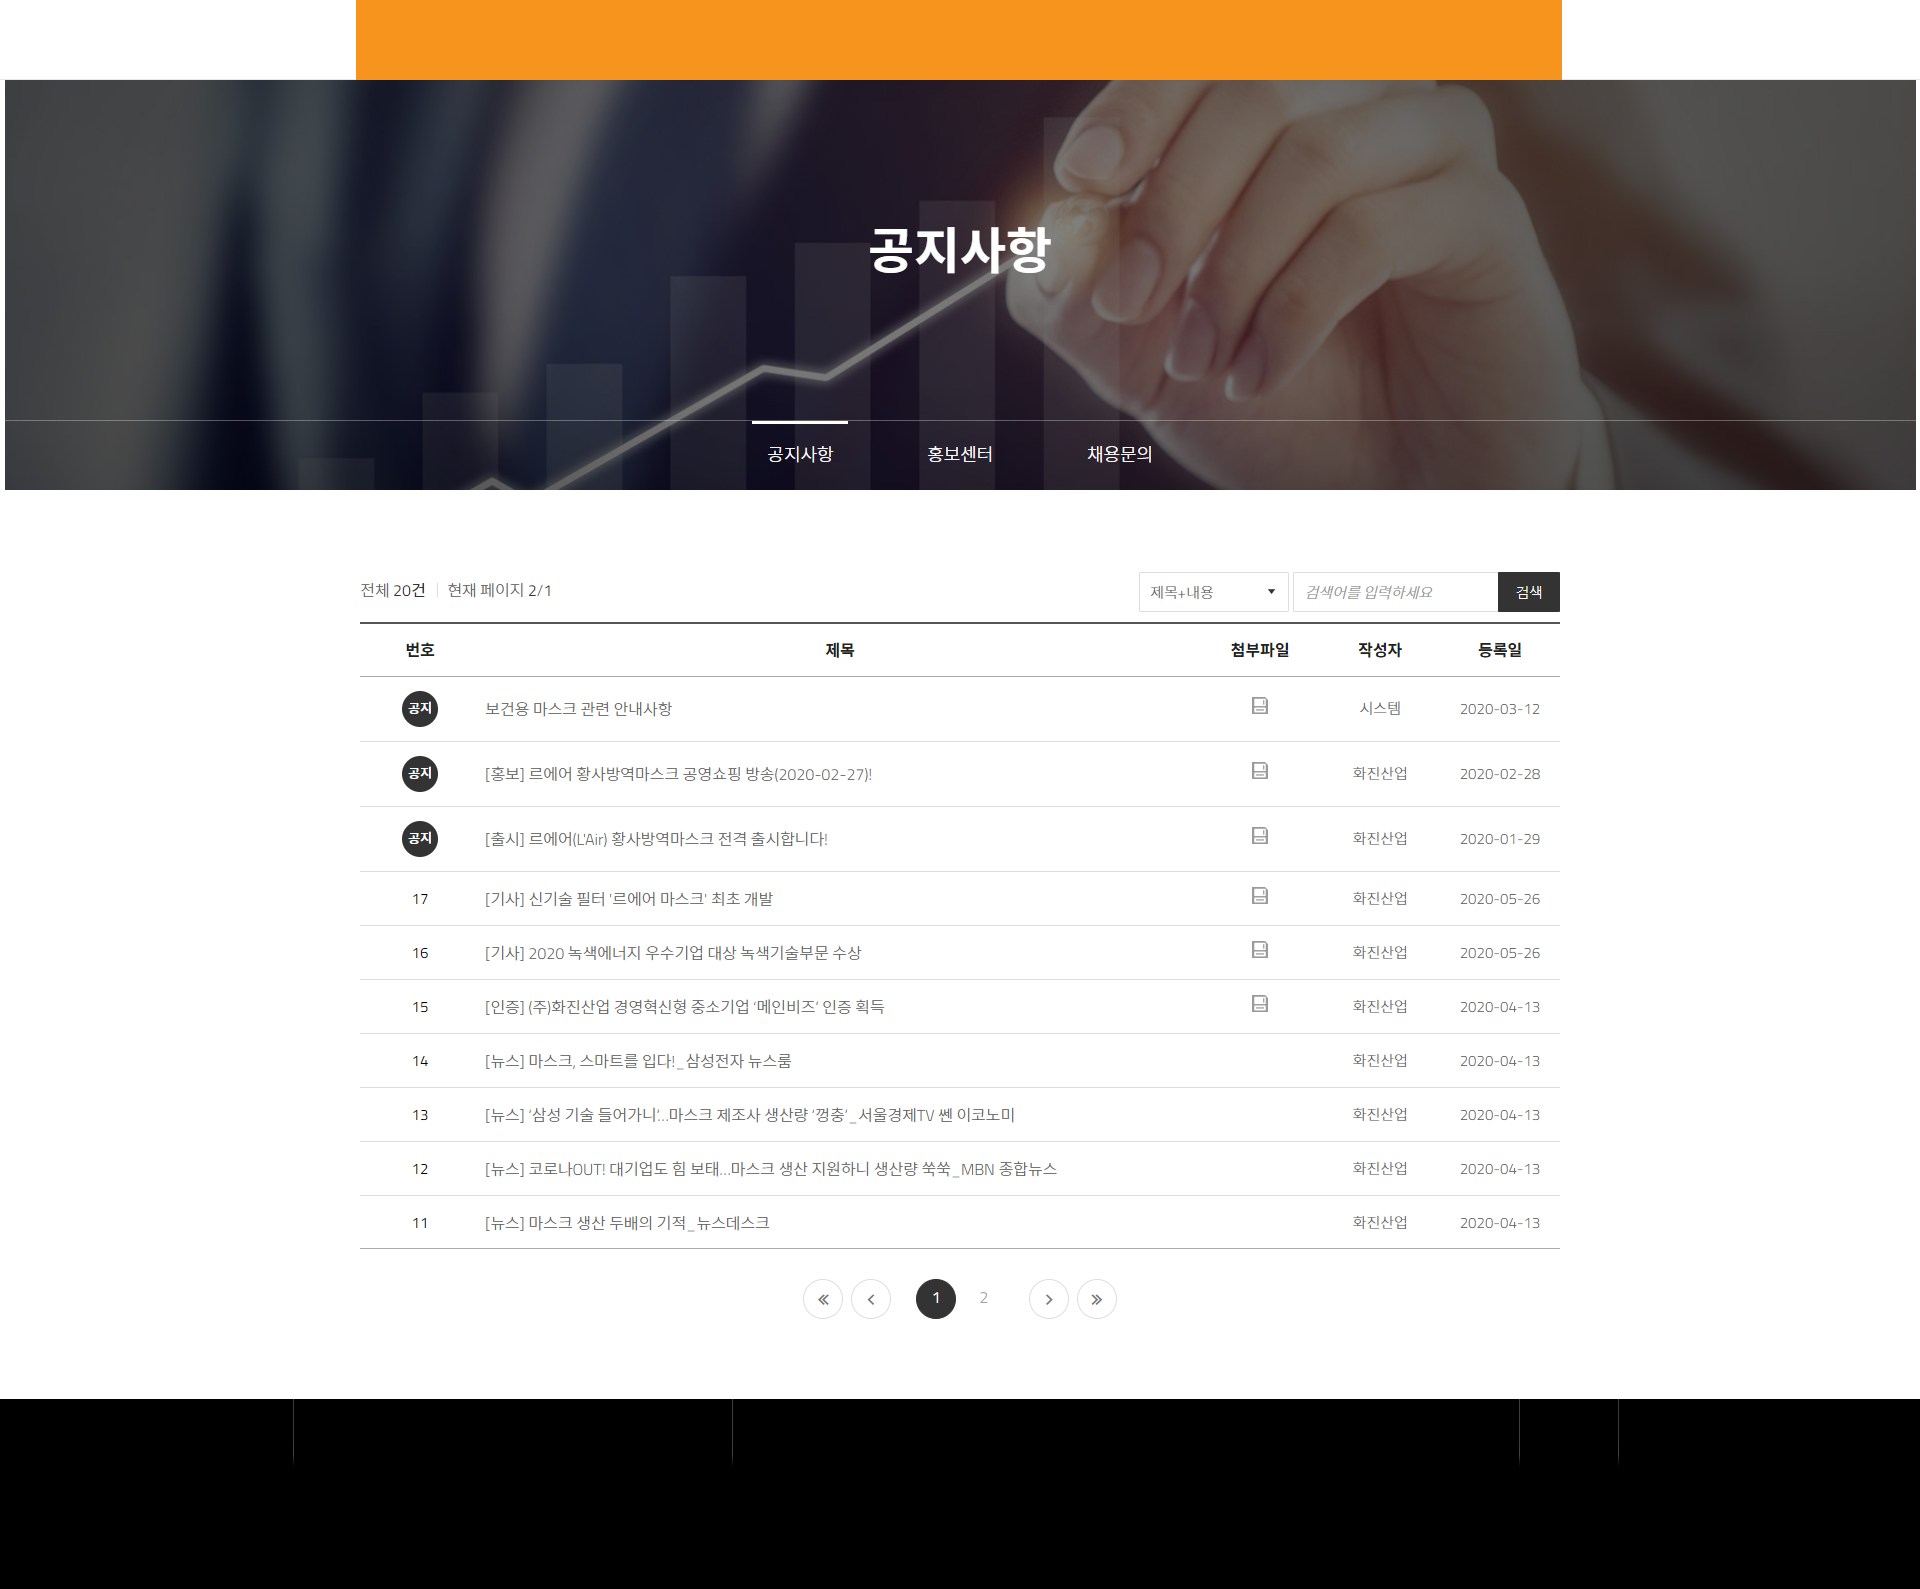 공지사항
공지사항 홍보센터 채용문의
전체 20건 현재 페이지 2/1 제목+내용 검색어를 입력하세요 검색
번호 제목 첨부파일 작성자 등록일
공지 보건용 마스크 관련 안내사항 시스템 2020-03-12
공지 [홍보] 르에어 황사방역마스크 공영쇼핑 방송(2020-02-27)! 화진산업 2020-02-28
공지 [출시] 르에어(L'Air) 황사방역마스크 전격 출시합니다! 화진산업 2020-01-29
17 [기사] 신기술 필터 '르에어 마스크' 최초 개발 화진산업 2020-05-26
16 [기사] 2020 녹색에너지 우수기업 대상 녹색기술부문 수상 화진산업 2020-05-26
15 [인증] (주)화진산업 경영혁신형 중소기업 ‘메인비즈’ 인증 획득 화진산업 2020-04-13
14 [뉴스] 마스크, 스마트를 입다!_삼성전자 뉴스룸 화진산업 2020-04-13
13 [뉴스] ‘삼성 기술 들어가니’…마스크 제조사 생산량 ‘껑충’_서울경제TV 쎈 이코노미 화진산업 2020-04-13
12 [뉴스] 코로나OUT! 대기업도 힘 보태…마스크 생산 지원하니 생산량 쑥쑥_MBN 종합뉴스 화진산업 2020-04-13
11 [뉴스] 마스크 생산 두배의 기적_뉴스데스크 화진산업 2020-04-13
1 2